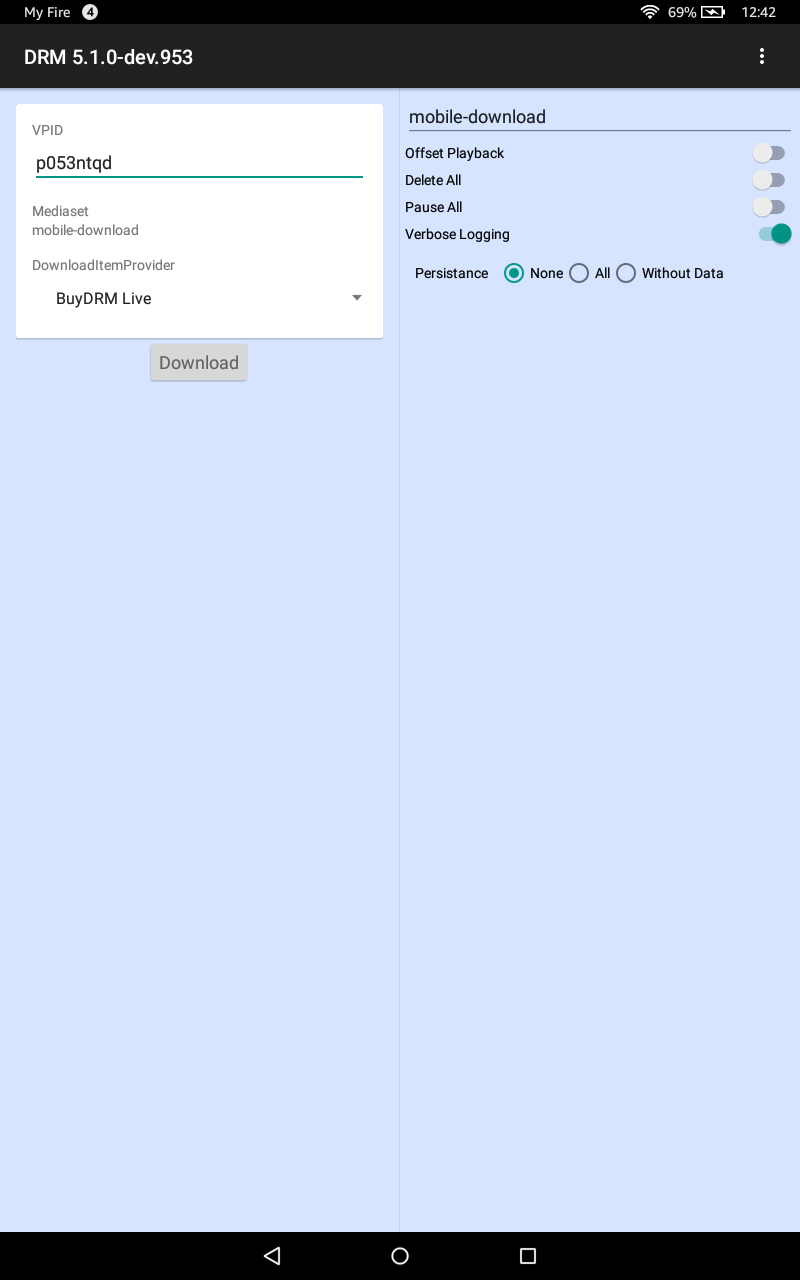 My Fire 4 69% 12:42
DRM 5.1.0-dev.953
VPID
p053ntqd
Mediaset
mobile-download
DownloadItemProvider
BuyDRM Live
Download
mobile-download
Offset Playback
Delete All
Pause All
Verbose Logging
Persistance None All Without Data